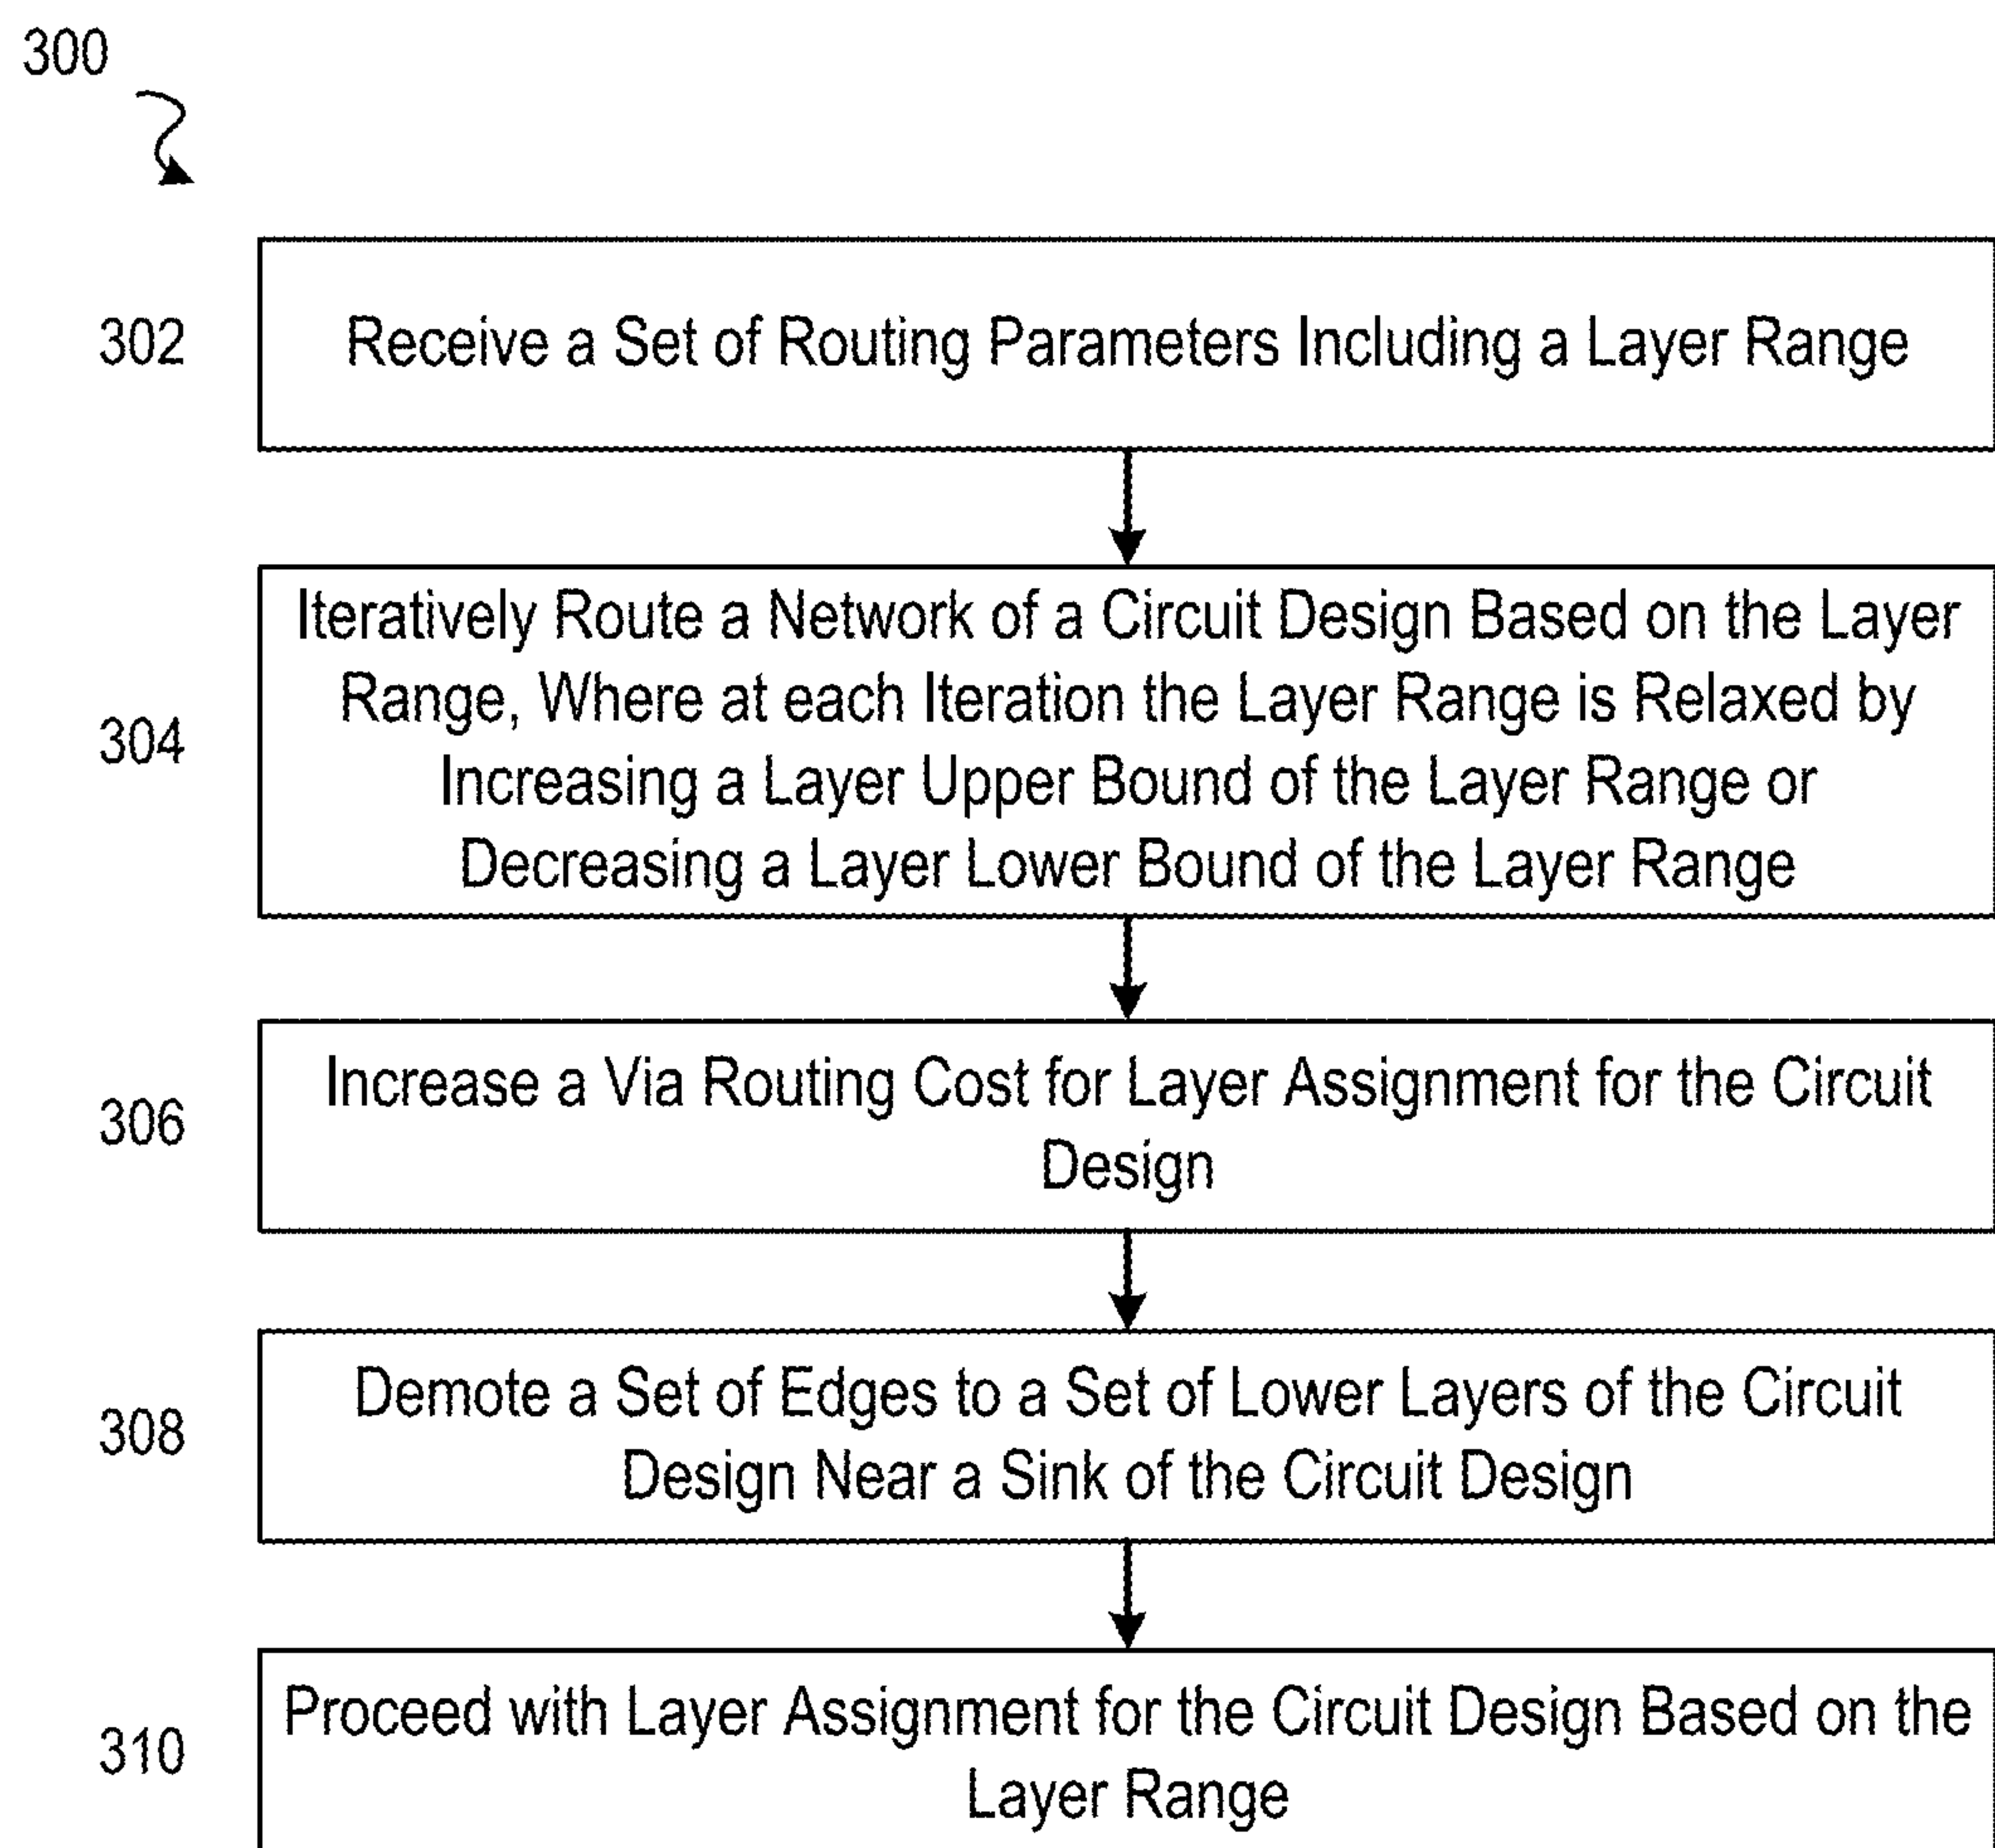 300
302
Receive a Set of Routing Parameters Including a Layer Range
304
Iteratively Route a Network of a Circuit Design Based on the Layer
Range, Where at each Iteration the Layer Range is Relaxed by
Increasing a Layer Upper Bound of the Layer Range or
Decreasing a Layer Lower Bound of the Layer Range
306
Increase a Via Routing Cost for Layer Assignment for the Circuit
Design
308
Demote a Set of Edges to a Set of Lower Layers of the Circuit
Design Near a Sink of the Circuit Design
310
Proceed with Layer Assignment for the Circuit Design Based on the
Layer Range